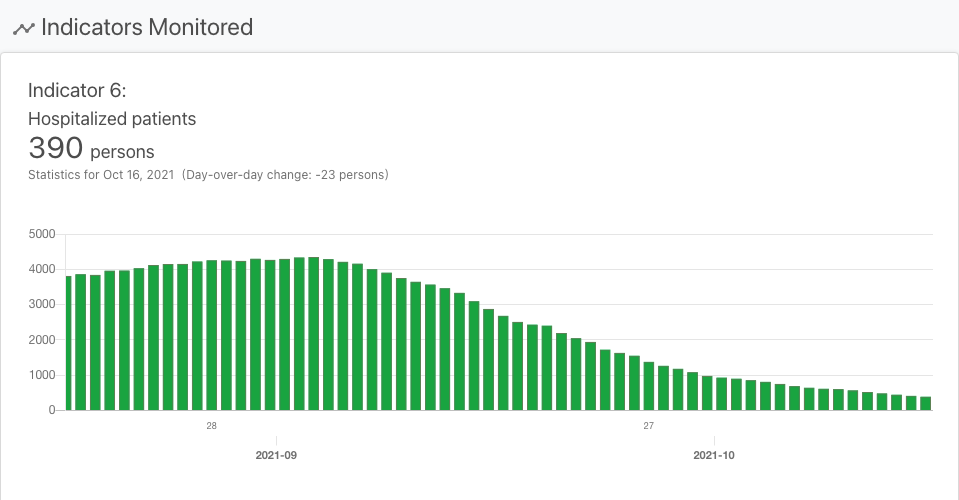 Indicators Monitored
Indicator 6:
Hospitalized patients
390 persons
Statistics for Oct 16, 2021 (Day-over-day change: -23 persons)
5000
4000
3000
2000
1000
0
28
27
2021-09
2021-10